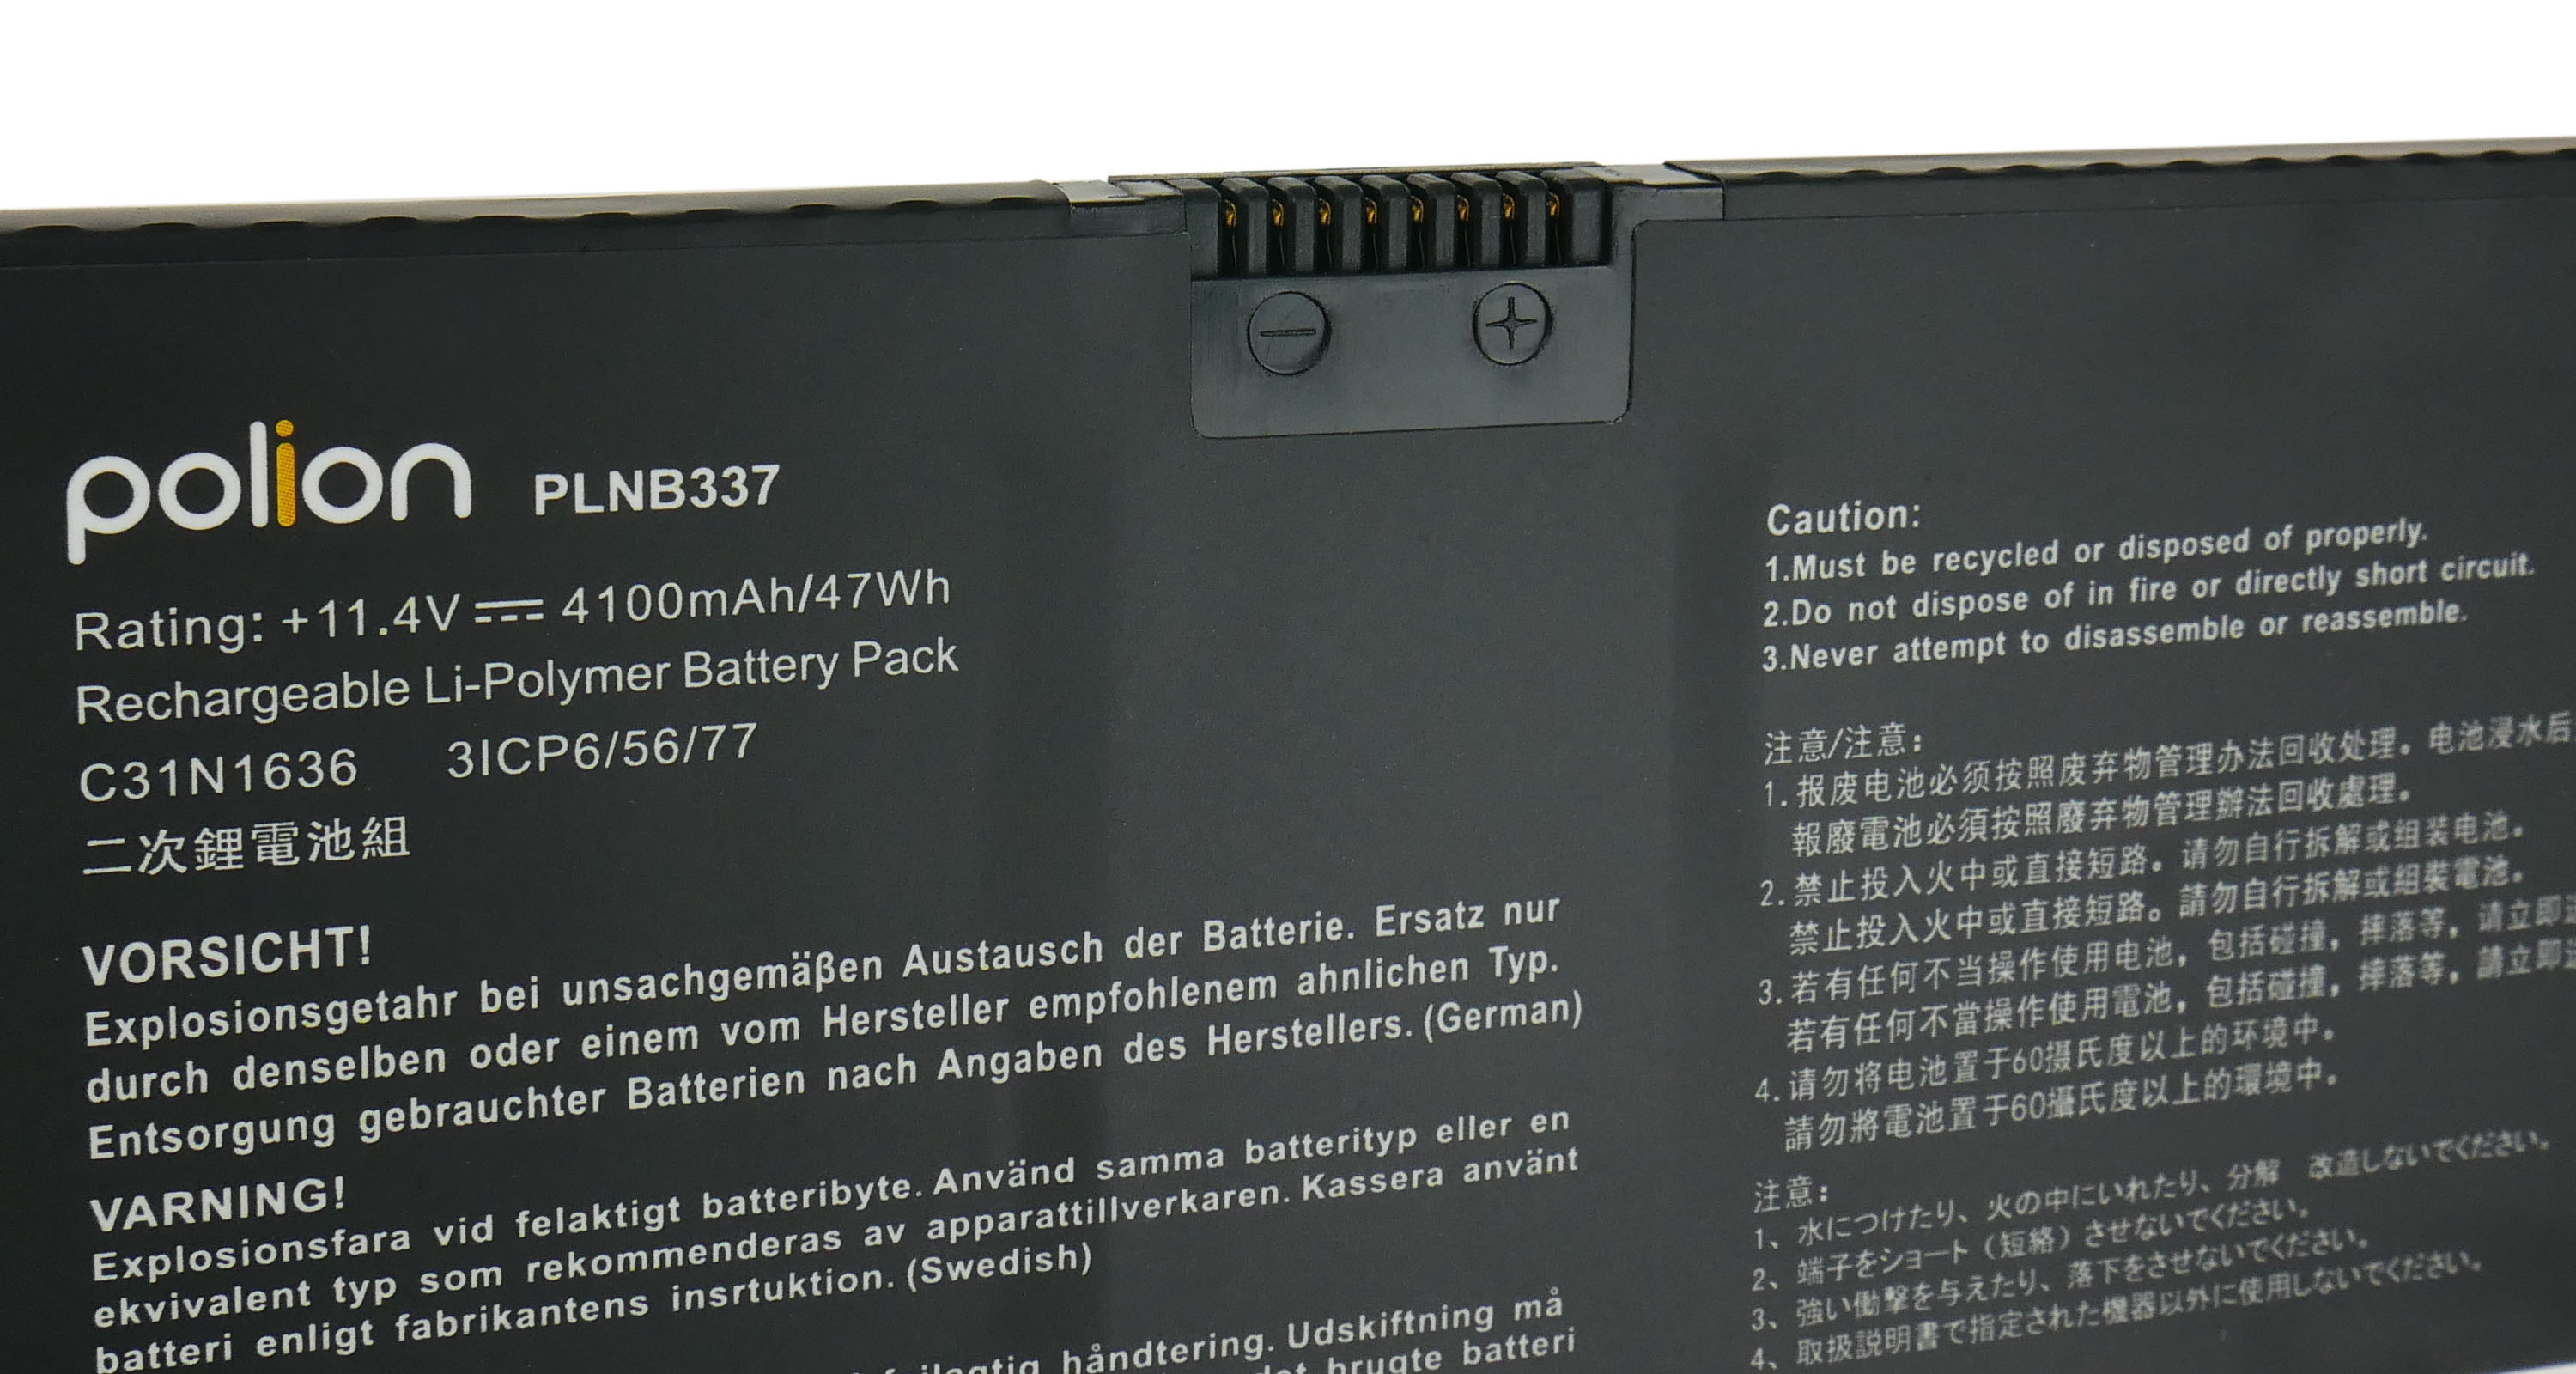 polion PLNB337
Rating: +11.4V ⎓ 4100mAh/47Wh
Rechargeable Li-Polymer Battery Pack
C31N1636 3ICP6/56/77
二次鋰電池組
VORSICHT!
Explosionsgetahr bei unsachgemäβen Austausch der Batterie. Ersatz nur
durch denselben oder einem vom Hersteller empfohlenem ahnlichen Typ.
Entsorgung gebrauchter Batterien nach Angaben des Herstellers. (German)
VARNING!
Explosionsfara vid felaktigt batteribyte. Använd samma batterityp eller en
ekvivalent typ som rekommenderas av apparattillverkaren. Kassera använt
batteri enligt fabrikantens insrtuktion. (Swedish)
håndtering. Udskiftning må
brugte batteri
Caution:
1.Must be recycled or disposed of properly.
2.Do not dispose of in fire or directly short circuit.
3.Never attempt to disassemble or reassemble.
注意/注意：
1.报废电池必须按照废弃物管理办法回收处理。电池浸水后
報廢電池必須按照廢弃物管理辦法回收處理。
2.禁止投入火中或直接短路。请勿自行拆解或组装电池。
禁止投入火中或直接短路。請勿自行拆解或組裝電池。
3.若有任何不当操作使用电池，包括碰撞，摔落等，请立即
若有任何不當操作使用電池，包括碰撞，摔落等，請立即
4.请勿将电池置于60摄氏度以上的环境中。
請勿將電池置于60攝氏度以上的環境中。
注意：
1、水につけたり、火の中にいれたり、分解 改造しないでください。
2、端子をショート（短絡）させないでください。
3、強い働撃を与えたり、落下をさせないでください。
4、取扱説明書で指定された機器以外に使用しないでください。